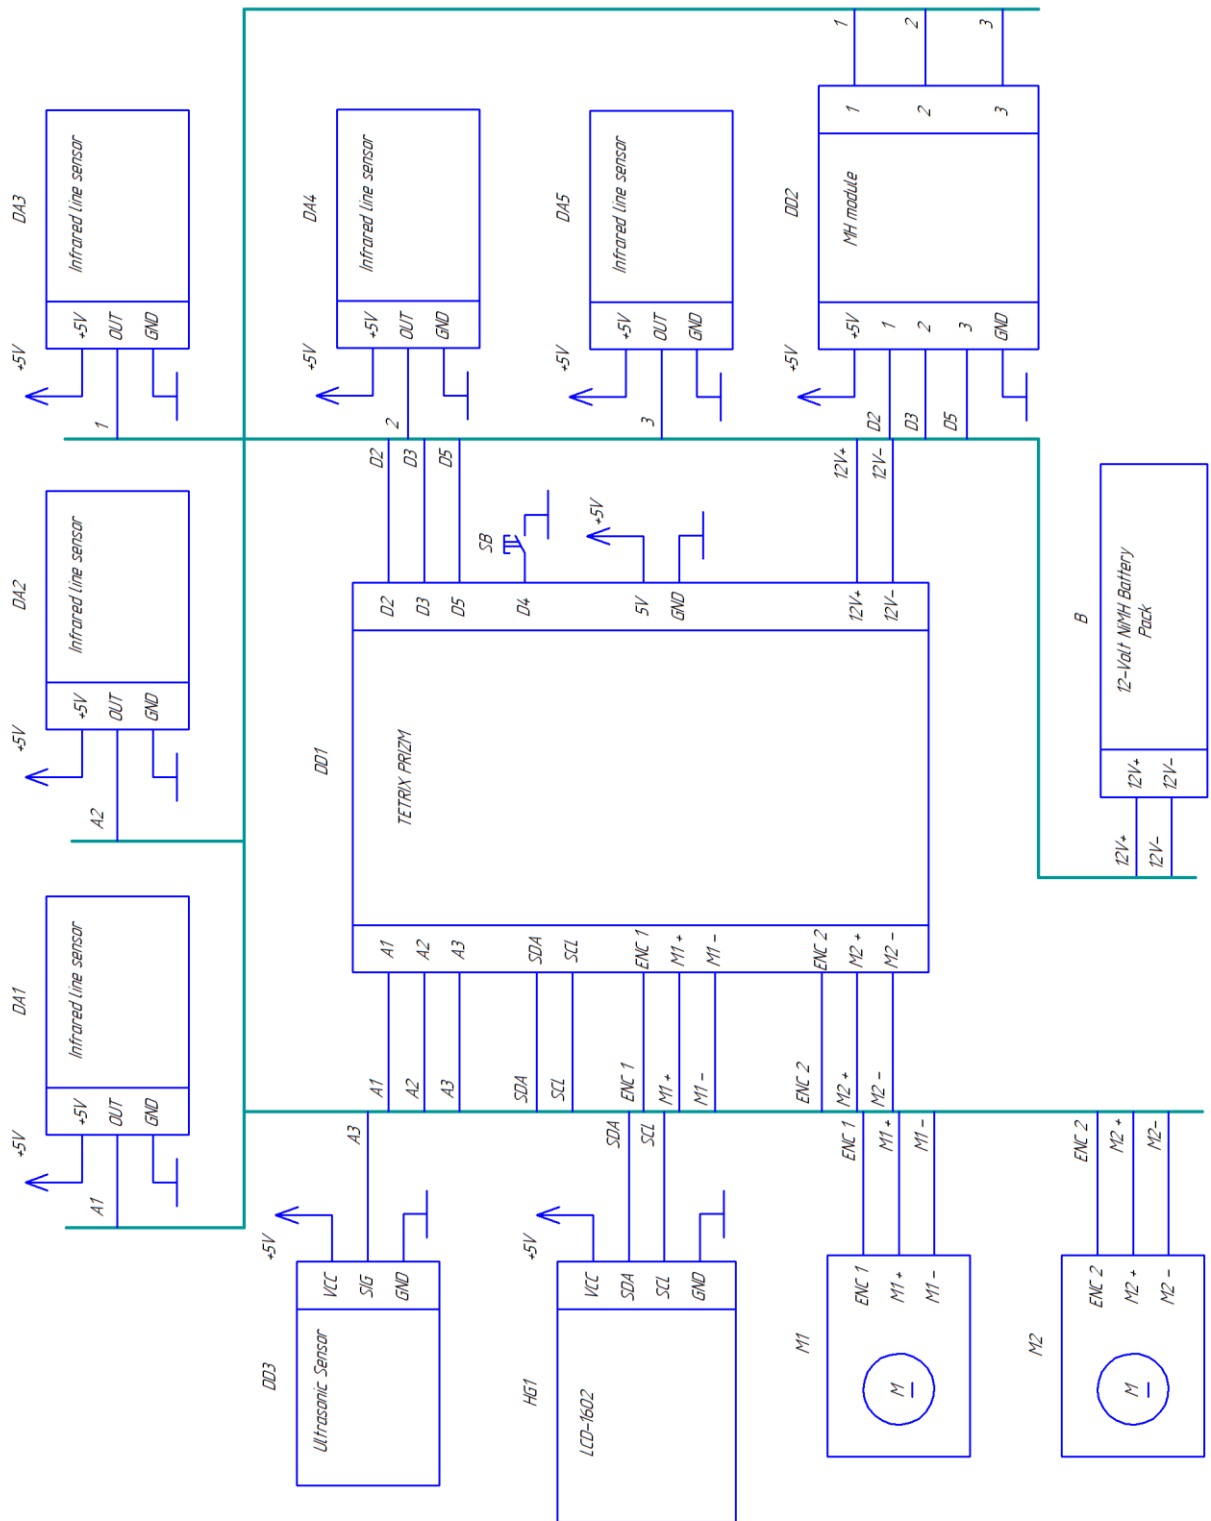 DA1
Infrared line sensor
+5V
OUT
GND
+5V
A1
DA2
Infrared line sensor
+5V
OUT
GND
+5V
A2
DA3
Infrared line sensor
+5V
OUT
GND
+5V
1
DA4
Infrared line sensor
+5V
OUT
GND
+5V
2
DA5
Infrared line sensor
+5V
OUT
GND
+5V
3
DD2
MH module
+5V
1
2
3
GND
+5V
D2
D3
D5
1
2
3
1
2
3
DD1
TETRIX PRIZM
A1
A2
A3
SDA
SCL
ENC 1
M1 +
M1 -
ENC 2
M2 +
M2 -
A1
A2
A3
SDA
SCL
ENC 1
M1 +
M1 -
ENC 2
M2 +
M2 -
D2
D3
D5
D4
5V
GND
12V+
12V-
D2
D3
D5
SB
+5V
12V+
12V-
B
12-Volt NiMH Battery
Pack
12V+
12V-
12V+
12V-
DD3
Ultrasonic Sensor
VCC
SIG
GND
+5V
A3
HG1
LCD-1602
VCC
SDA
SCL
GND
+5V
SDA
SCL
M1
M
ENC 1
M1 +
M1 -
ENC 1
M1 +
M1 -
M2
M
ENC 2
M2 +
M2 -
ENC 2
M2 +
M2-